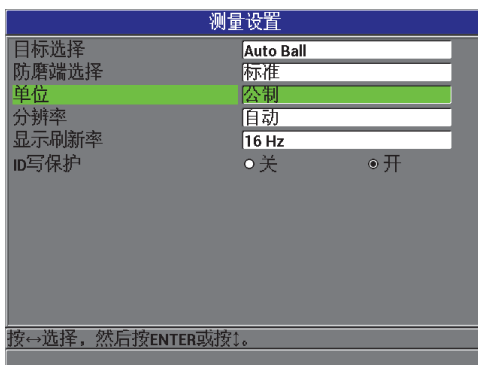 测量设置
目标选择 Auto Ball
防磨端选择 标准
单位 公制
分辨率 自动
显示刷新率 16 Hz
ID写保护 关 开
按↔选择，然后按ENTER或按↕。